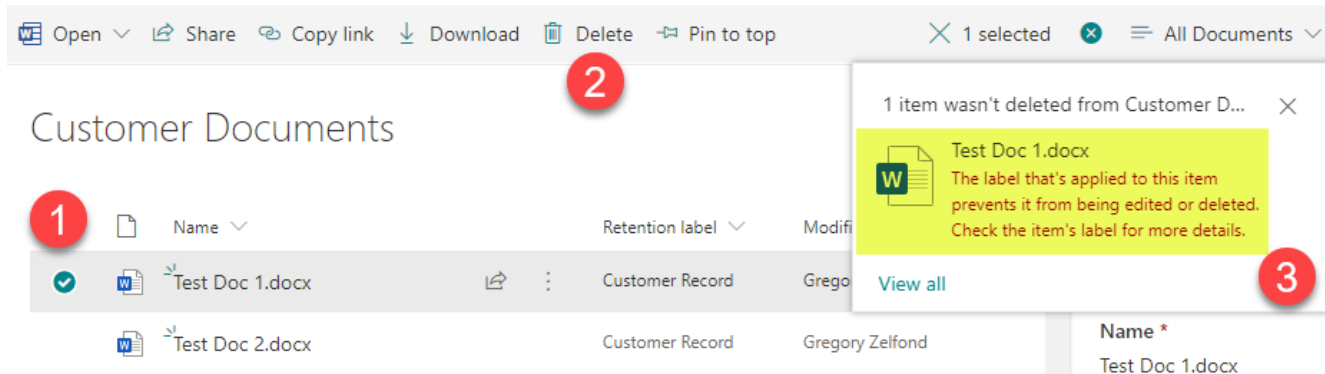 Open Share Copy link Download Delete Pin to top 1 selected All Documents
2
1 item wasn't deleted from Customer D...
Customer Documents
W Test Doc 1.docx
The label that's applied to this item
prevents it from being edited or deleted.
Check the item's label for more details.
1
Name Retention label Modifi
Test Doc 1.docx Customer Record Grego
View all
3
Test Doc 2.docx Customer Record Gregory Zelfond
Name *
Test Doc 1.docx